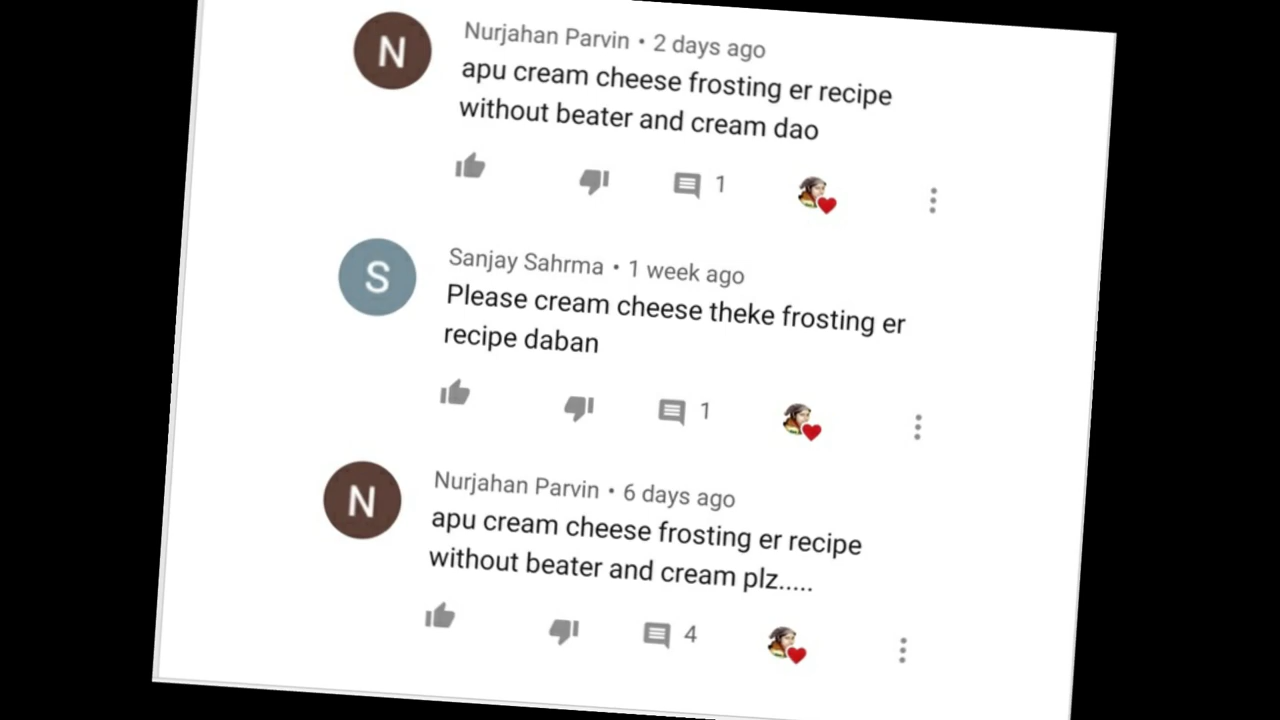 N
Nurjahan Parvin • 2 days ago
apu cream cheese frosting er recipe
without beater and cream dao
1
S
Sanjay Sahrma • 1 week ago
Please cream cheese theke frosting er
recipe daban
1
N
Nurjahan Parvin • 6 days ago
apu cream cheese frosting er recipe
without beater and cream plz.....
4